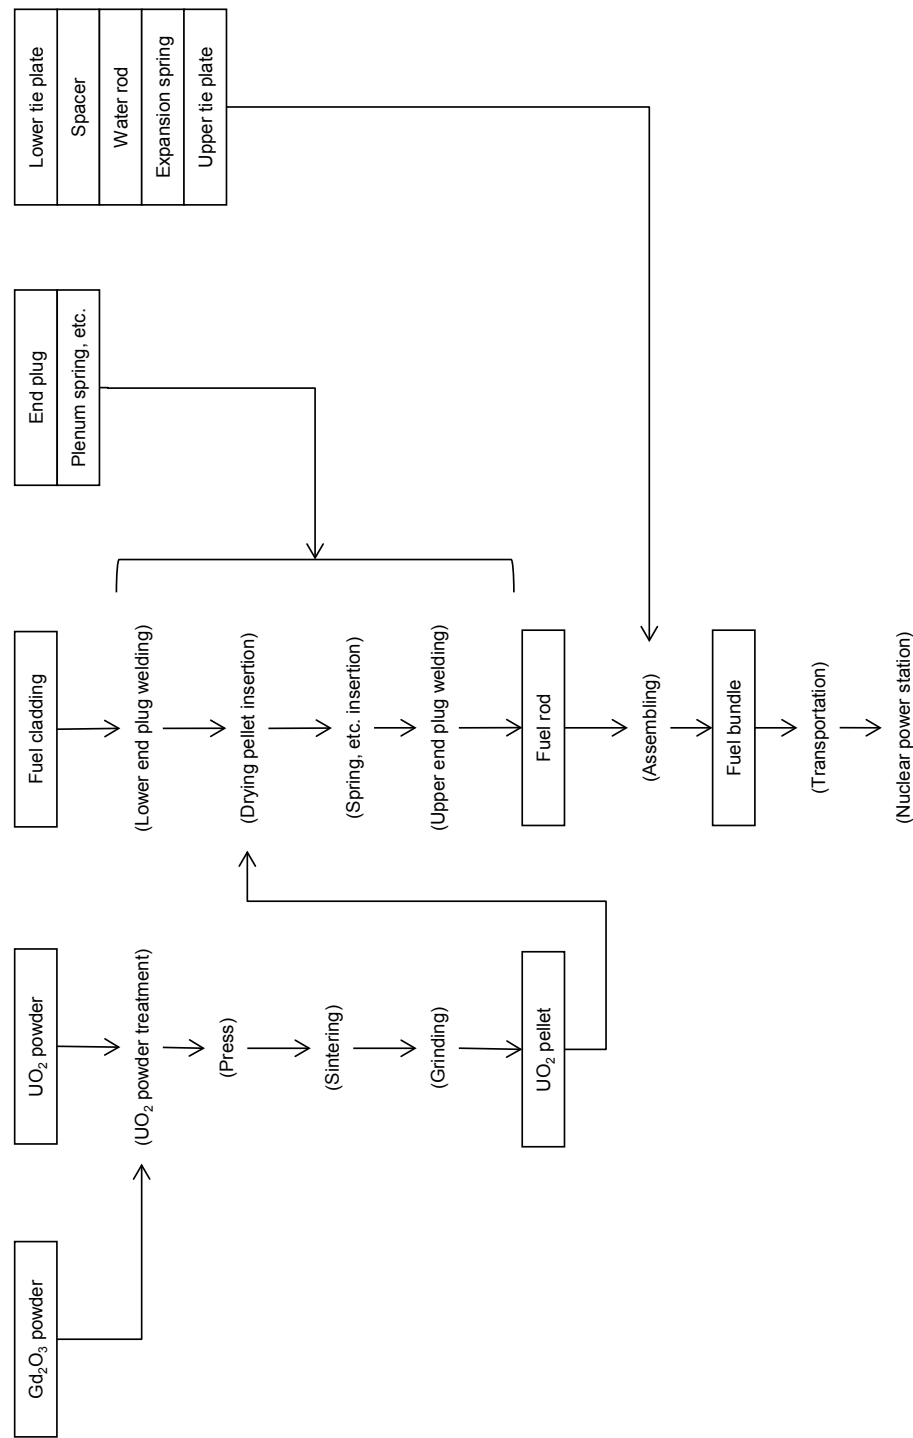 Gd₂O₃ powder
UO₂ powder
(UO₂ powder treatment)
(Press)
(Sintering)
(Grinding)
UO₂ pellet
Fuel cladding
(Lower end plug welding)
(Drying pellet insertion)
(Spring, etc. insertion)
(Upper end plug welding)
Fuel rod
(Assembling)
Fuel bundle
(Transportation)
(Nuclear power station)
End plug
Plenum spring, etc.
Lower tie plate
Spacer
Water rod
Expansion spring
Upper tie plate